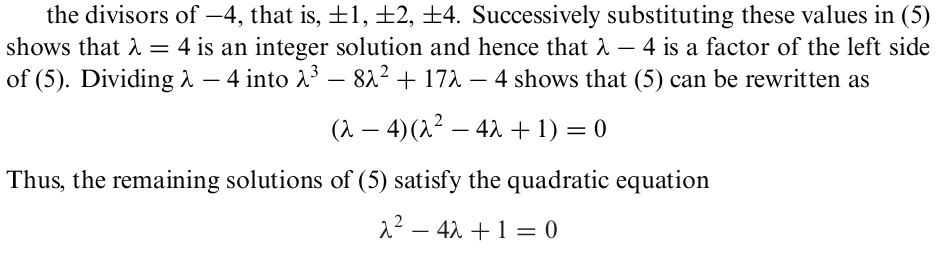 the divisors of −4, that is, ±1, ±2, ±4. Successively substituting these values in (5)
shows that λ = 4 is an integer solution and hence that λ − 4 is a factor of the left side
of (5). Dividing λ − 4 into λ³ − 8λ² + 17λ − 4 shows that (5) can be rewritten as
(λ − 4)(λ² − 4λ + 1) = 0
Thus, the remaining solutions of (5) satisfy the quadratic equation
λ² − 4λ + 1 = 0